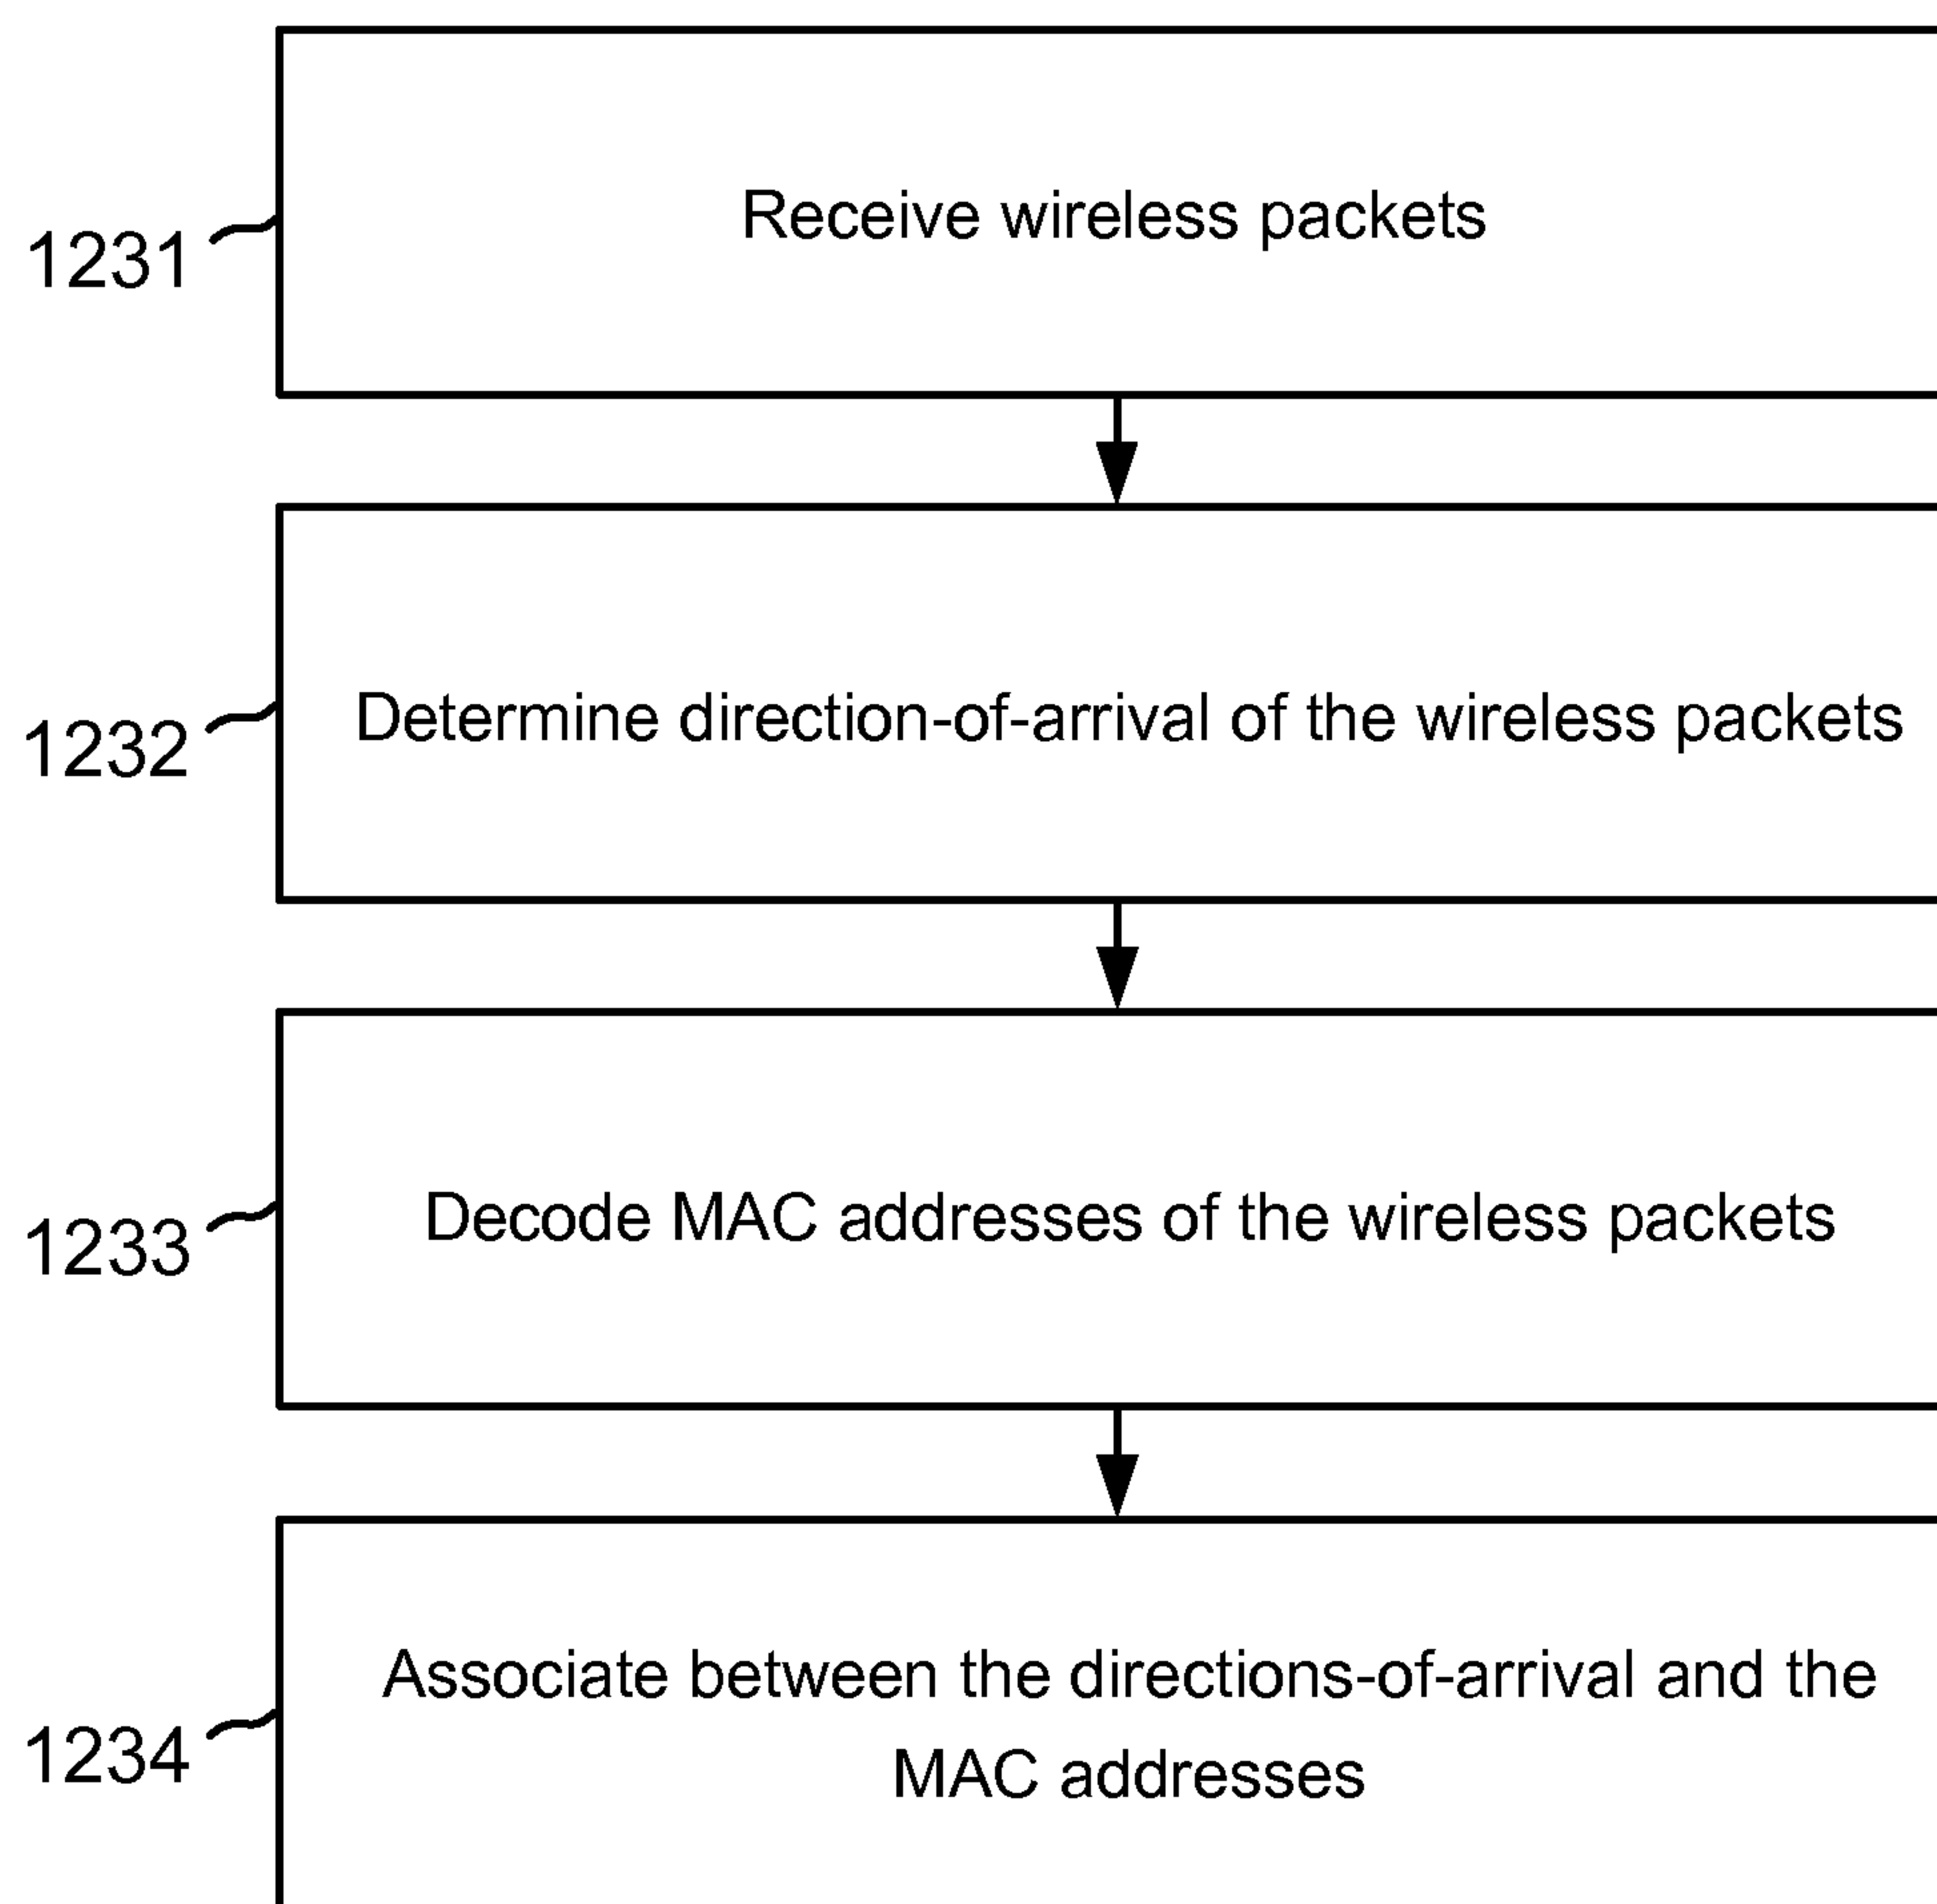 1231
Receive wireless packets
1232
Determine direction-of-arrival of the wireless packets
1233
Decode MAC addresses of the wireless packets
1234
Associate between the directions-of-arrival and the
MAC addresses